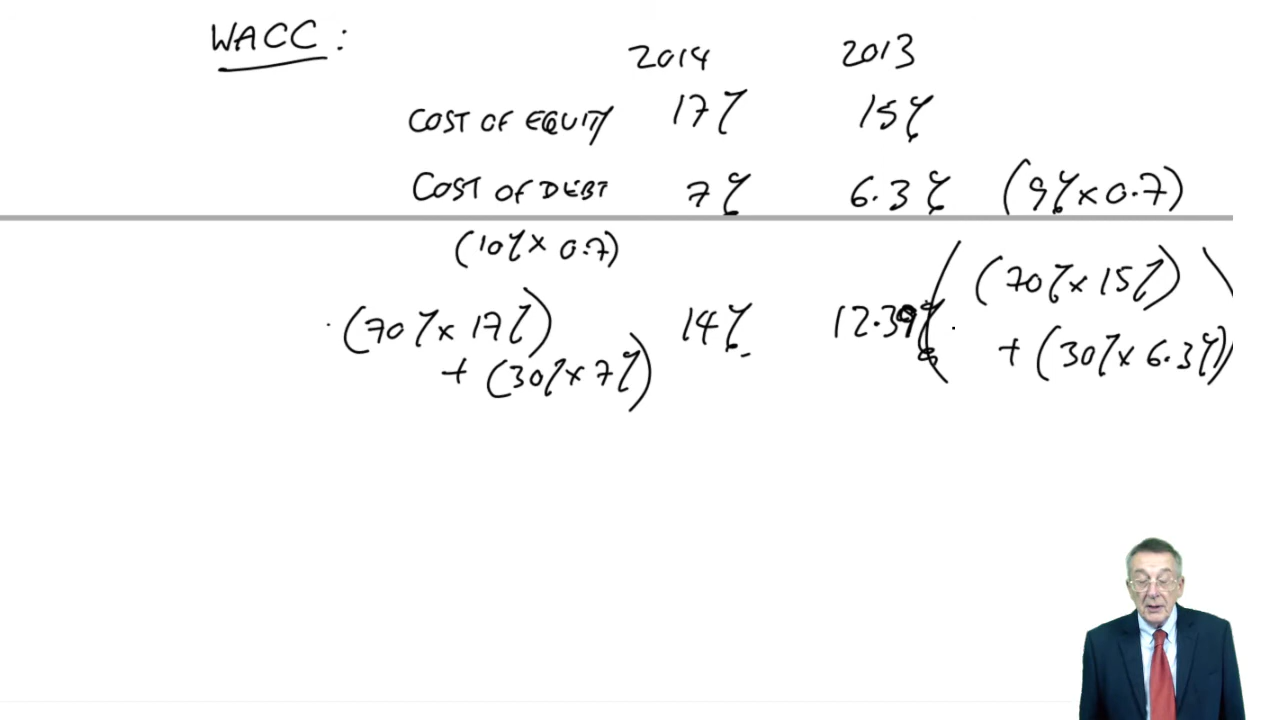 WACC:
2014 2013
COST OF EQUITY 17% 15%
COST OF DEBT 7% 6.3% (9% x 0.7)
(10% x 0.7)
(70% x 17%) 14% 12.39% ( (70% x 15%) )
+ (30% x 7%) + (30% x 6.3%)